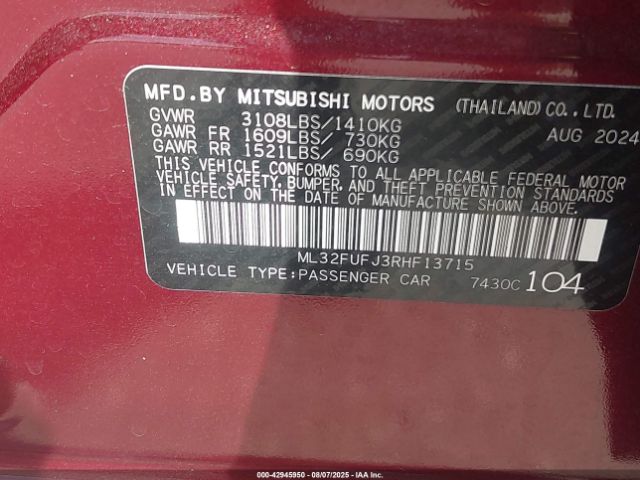 MFD.BY MITSUBISHI MOTORS (THAILAND) CO., LTD.
GVWR 3108LBS/1410KG AUG 2024
GAWR FR 1609LBS/ 730KG
GAWR RR 1521LBS/ 690KG
THIS VEHICLE CONFORMS TO ALL APPLICABLE FEDERAL MOTOR
VEHICLE SAFETY, BUMPER, AND THEFT PREVENTION STANDARDS
IN EFFECT ON THE DATE OF MANUFACTURE SHOWN ABOVE.
ML32FUFJ3RHF13715
VEHICLE TYPE:PASSENGER CAR 7430C 104
000-42945950 - 08/07/2025 - IAA Inc.